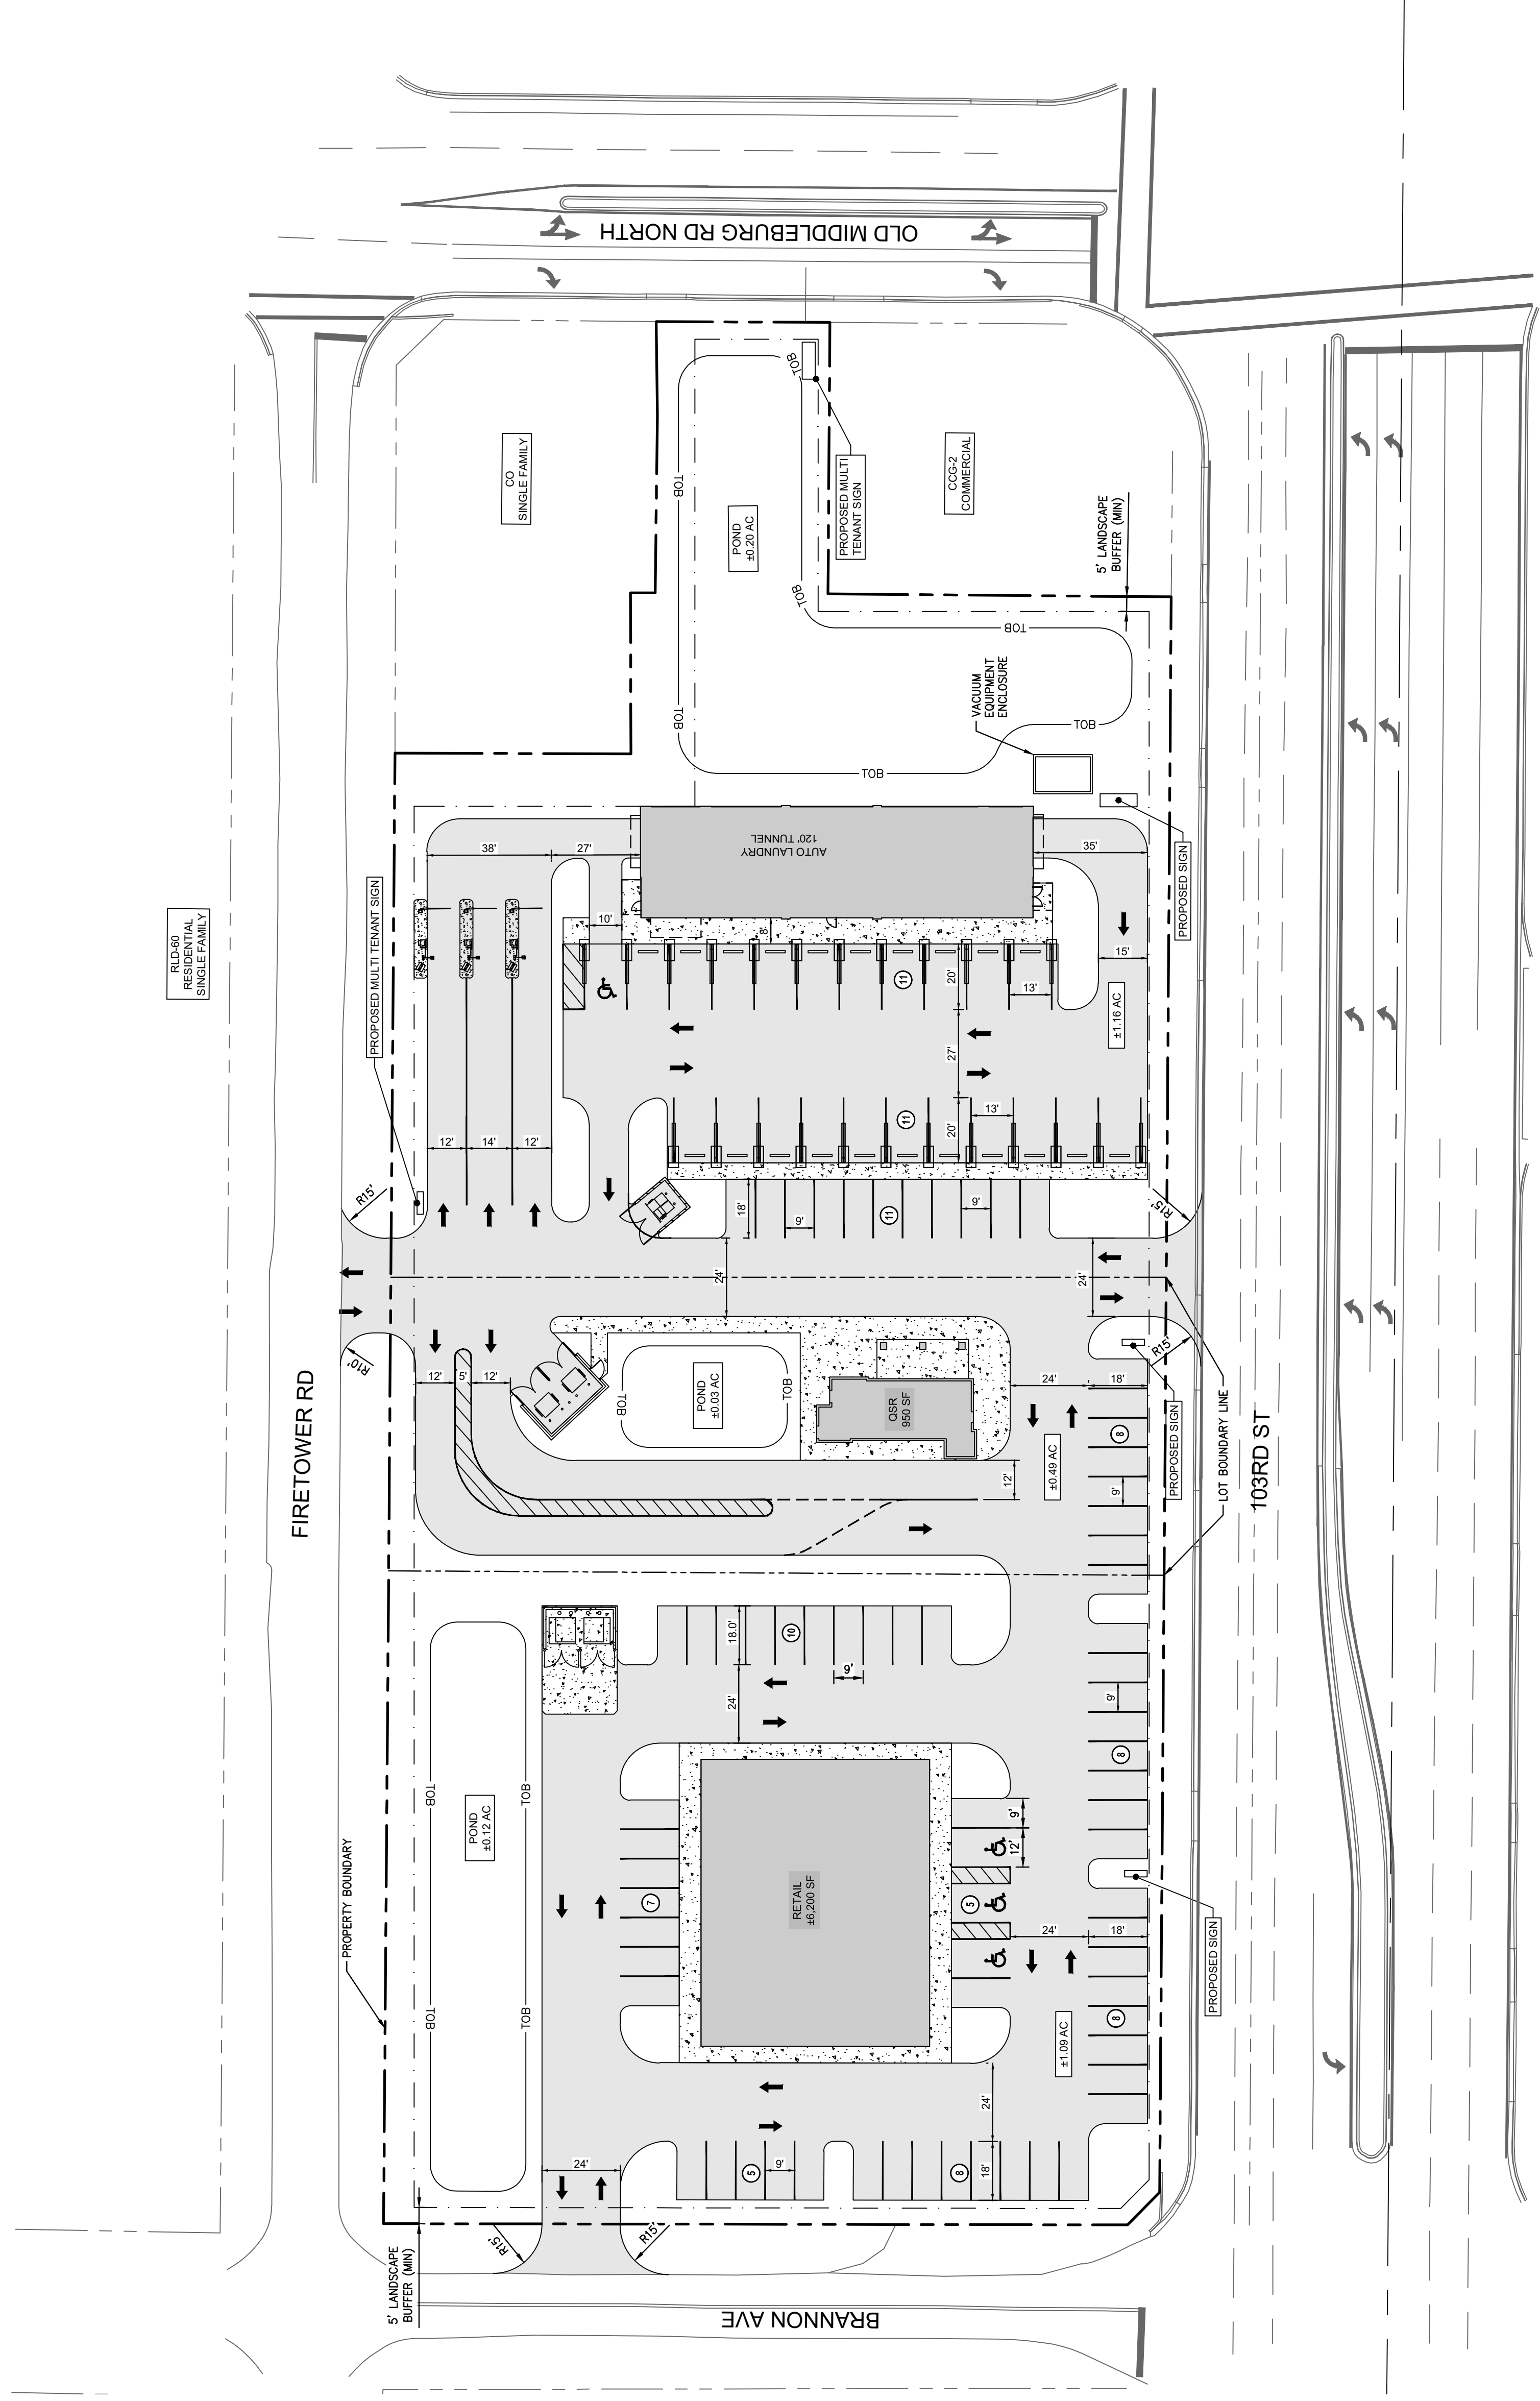 OLD MIDDLEBURG RD NORTH
CO
SINGLE FAMILY
POND
±0.20 AC
TOB
TOB
TOB
TOB
TOB
TOB
TOB
PROPOSED MULTI
TENANT SIGN
CCG-2
COMMERCIAL
5' LANDSCAPE
BUFFER (MIN)
VACUUM
EQUIPMENT
ENCLOSURE
PROPOSED SIGN
RLD-60
RESIDENTIAL
SINGLE FAMILY
PROPOSED MULTI TENANT SIGN
AUTO LAUNDRY
120' TUNNEL
38'
27'
35'
10'
8'
15'
20'
13'
11
±1.16 AC
27'
13'
20'
11
12'
14'
12'
R15'
R15'
18'
9'
11
9'
24'
24'
R10'
R15'
12'
5'
12'
POND
±0.03 AC
TOB
TOB
QSR
950 SF
24'
18'
8
12'
±0.49 AC
9'
PROPOSED SIGN
LOT BOUNDARY LINE
FIRETOWER RD
103RD ST
18.0'
10
9'
24'
9'
8
POND
±0.12 AC
TOB
TOB
TOB
TOB
PROPERTY BOUNDARY
RETAIL
±6,200 SF
7
9'
12'
5
24'
18'
PROPOSED SIGN
8
±1.09 AC
24'
24'
5
9'
8
18'
R15'
R15'
5' LANDSCAPE
BUFFER (MIN)
BRANNON AVE